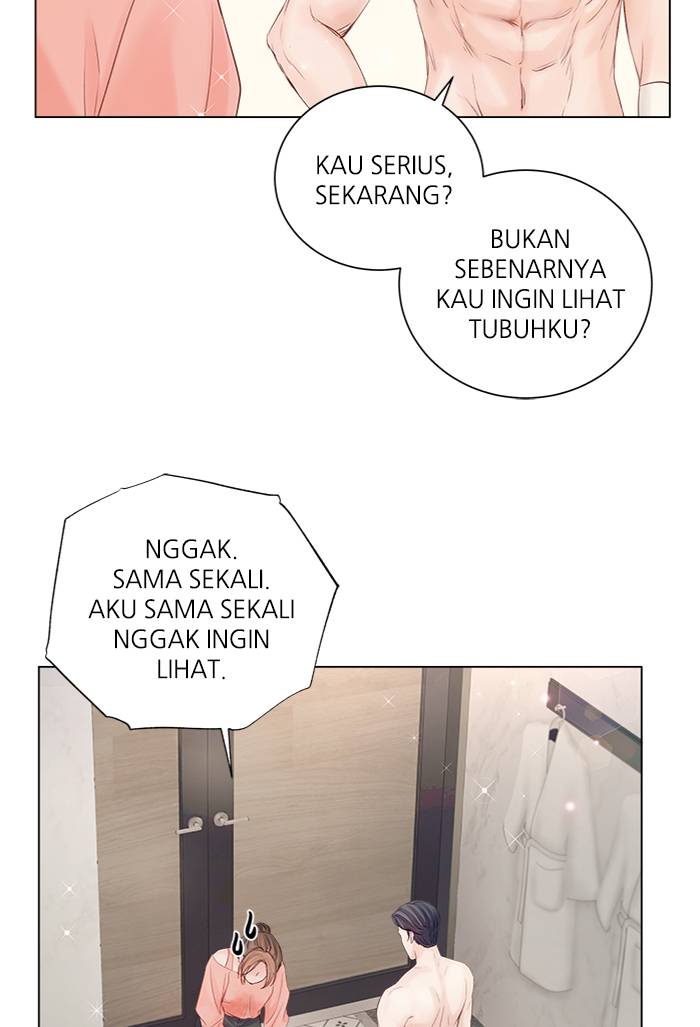 KAU SERIUS,
SEKARANG?
BUKAN
SEBENARNYA
KAU INGIN LIHAT
TUBUHKU?
NGGAK.
SAMA SEKALI.
AKU SAMA SEKALI
NGGAK INGIN
LIHAT.